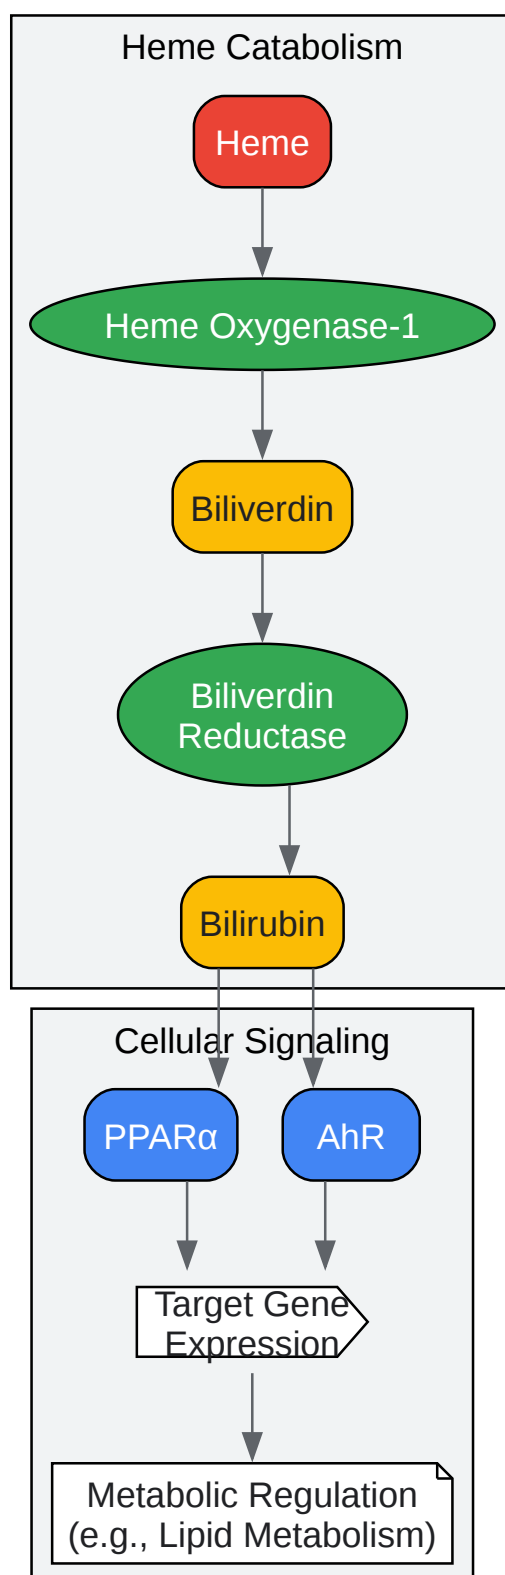 Heme Catabolism
Heme
Heme Oxygenase-1
Biliverdin
Biliverdin
Reductase
Bilirubin
Cellular Signaling
PPARα
AhR
Target Gene
Expression
Metabolic Regulation
(e.g., Lipid Metabolism)